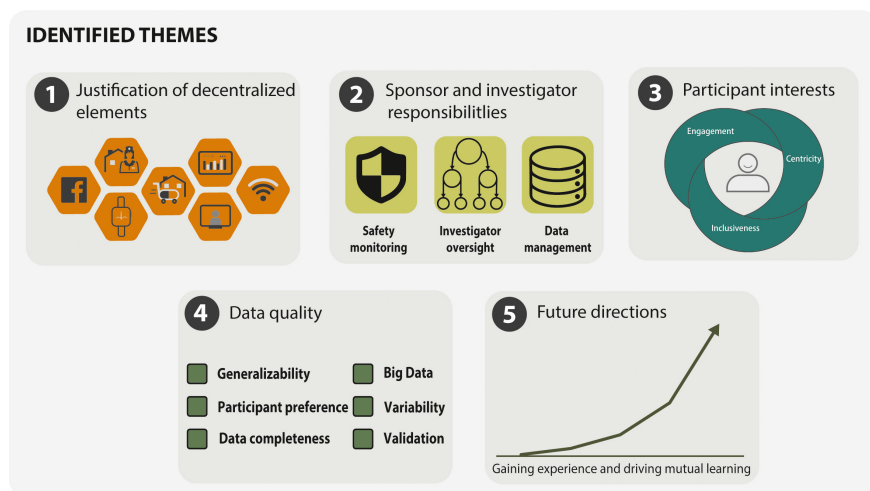 IDENTIFIED THEMES
1
Justification of decentralized
elements
2
Sponsor and investigator
responsibilitlies
Safety
monitoring
Investigator
oversight
Data
management
3
Participant interests
Engagement
Centricity
Inclusiveness
4
Data quality
Generalizability
Participant preference
Data completeness
Big Data
Variability
Validation
5
Future directions
Gaining experience and driving mutual learning